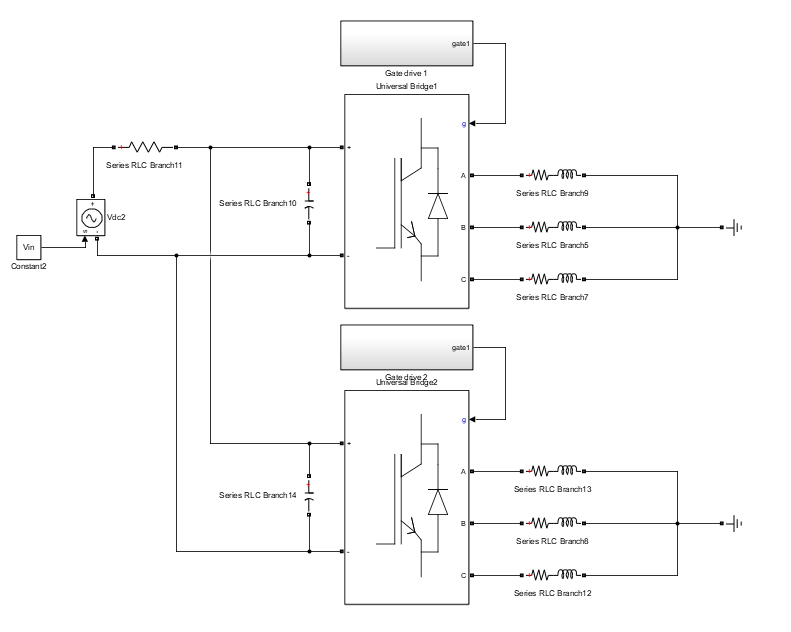 gate1
Gate drive 1
Universal Bridge1
g
+
Series RLC Branch11
A
Series RLC Branch9
Series RLC Branch10
+
Vdc2
s -
B
Series RLC Branch5
Vin
Constant2
-
C
Series RLC Branch7
gate1
Gate drive 2
Universal Bridge2
g
+
A
Series RLC Branch13
Series RLC Branch14
B
Series RLC Branch6
-
C
Series RLC Branch12